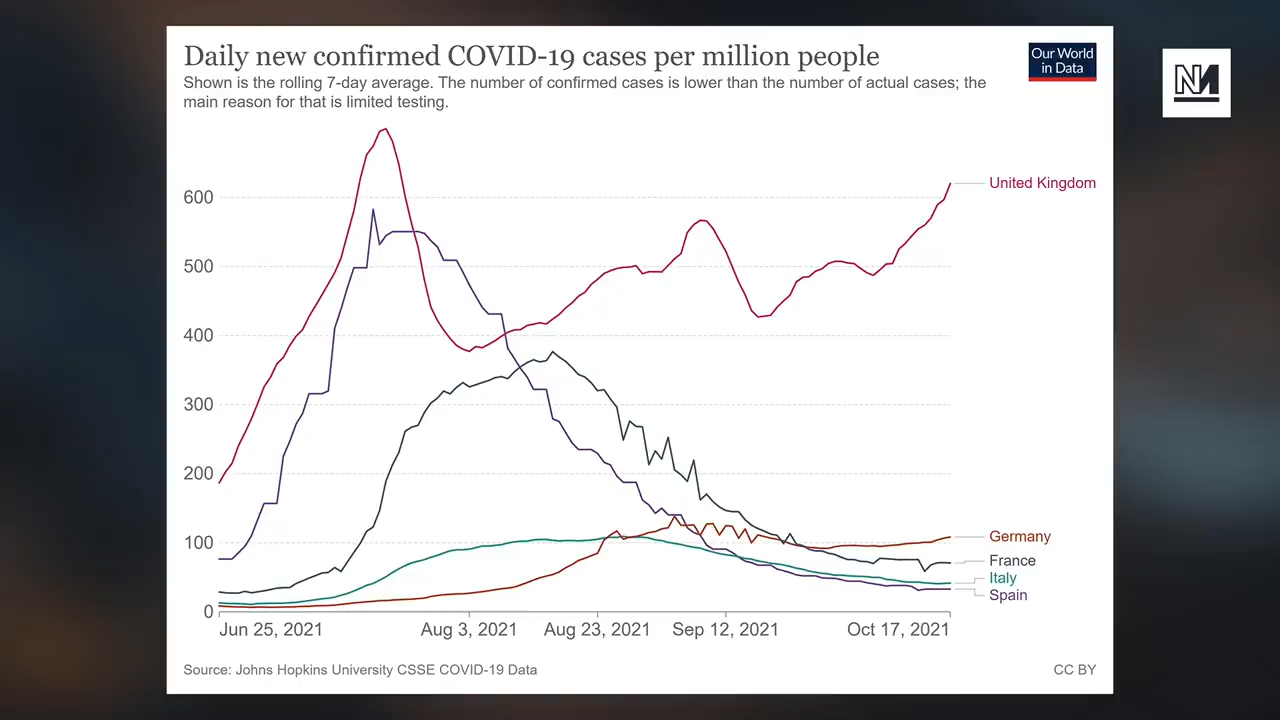 Daily new confirmed COVID-19 cases per million people
Our World
in Data
Shown is the rolling 7-day average. The number of confirmed cases is lower than the number of actual cases; the
main reason for that is limited testing.
NM
600
United Kingdom
500
400
300
200
100
Germany
France
Italy
Spain
0
Jun 25, 2021
Aug 3, 2021
Aug 23, 2021
Sep 12, 2021
Oct 17, 2021
Source: Johns Hopkins University CSSE COVID-19 Data
CC BY